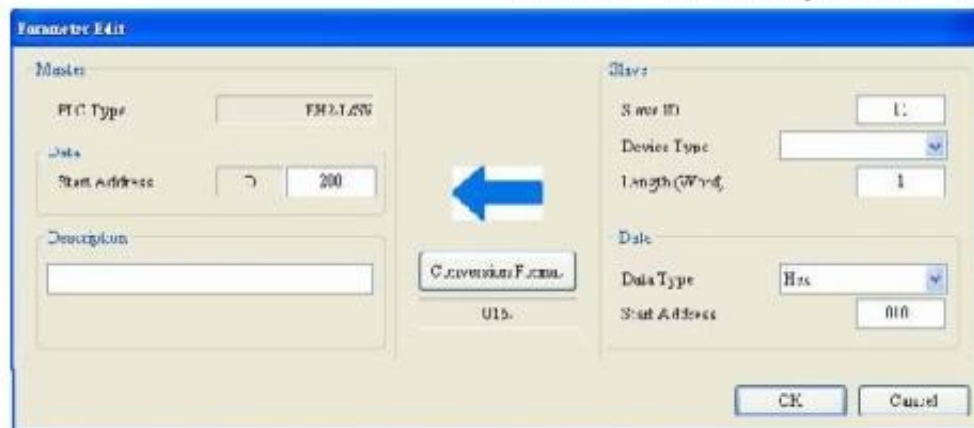 Parameter Edit
Master
PLC Type
Data
Start Address D 200
Description
Conversion Format
Slave
Slave ID
Device Type
Length (Word)
1
Data
Data Type Hex
Start Address 010
OK Cancel